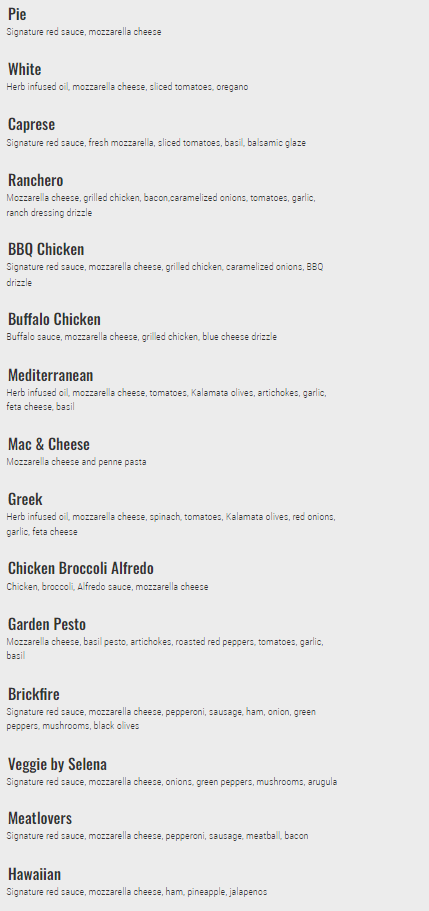 Pie
Signature red sauce, mozzarella cheese
White
Herb infused oil, mozzarella cheese, sliced tomatoes, oregano
Caprese
Signature red sauce, fresh mozzarella, sliced tomatoes, basil, balsamic glaze
Ranchero
Mozzarella cheese, grilled chicken, bacon,caramelized onions, tomatoes, garlic,
ranch dressing drizzle
BBQ Chicken
Signature red sauce, mozzarella cheese, grilled chicken, caramelized onions, BBQ
drizzle
Buffalo Chicken
Buffalo sauce, mozzarella cheese, grilled chicken, blue cheese drizzle
Mediterranean
Herb infused oil, mozzarella cheese, tomatoes, Kalamata olives, artichokes, garlic,
feta cheese, basil
Mac & Cheese
Mozzarella cheese and penne pasta
Greek
Herb infused oil, mozzarella cheese, spinach, tomatoes, Kalamata olives, red onions,
garlic, feta cheese
Chicken Broccoli Alfredo
Chicken, broccoli, Alfredo sauce, mozzarella cheese
Garden Pesto
Mozzarella cheese, basil pesto, artichokes, roasted red peppers, tomatoes, garlic,
basil
Brickfire
Signature red sauce, mozzarella cheese, pepperoni, sausage, ham, onion, green
peppers, mushrooms, black olives
Veggie by Selena
Signature red sauce, mozzarella cheese, onions, green peppers, mushrooms, arugula
Meatlovers
Signature red sauce, mozzarella cheese, pepperoni, sausage, meatball, bacon
Hawaiian
Signature red sauce, mozzarella cheese, ham, pineapple, jalapenos